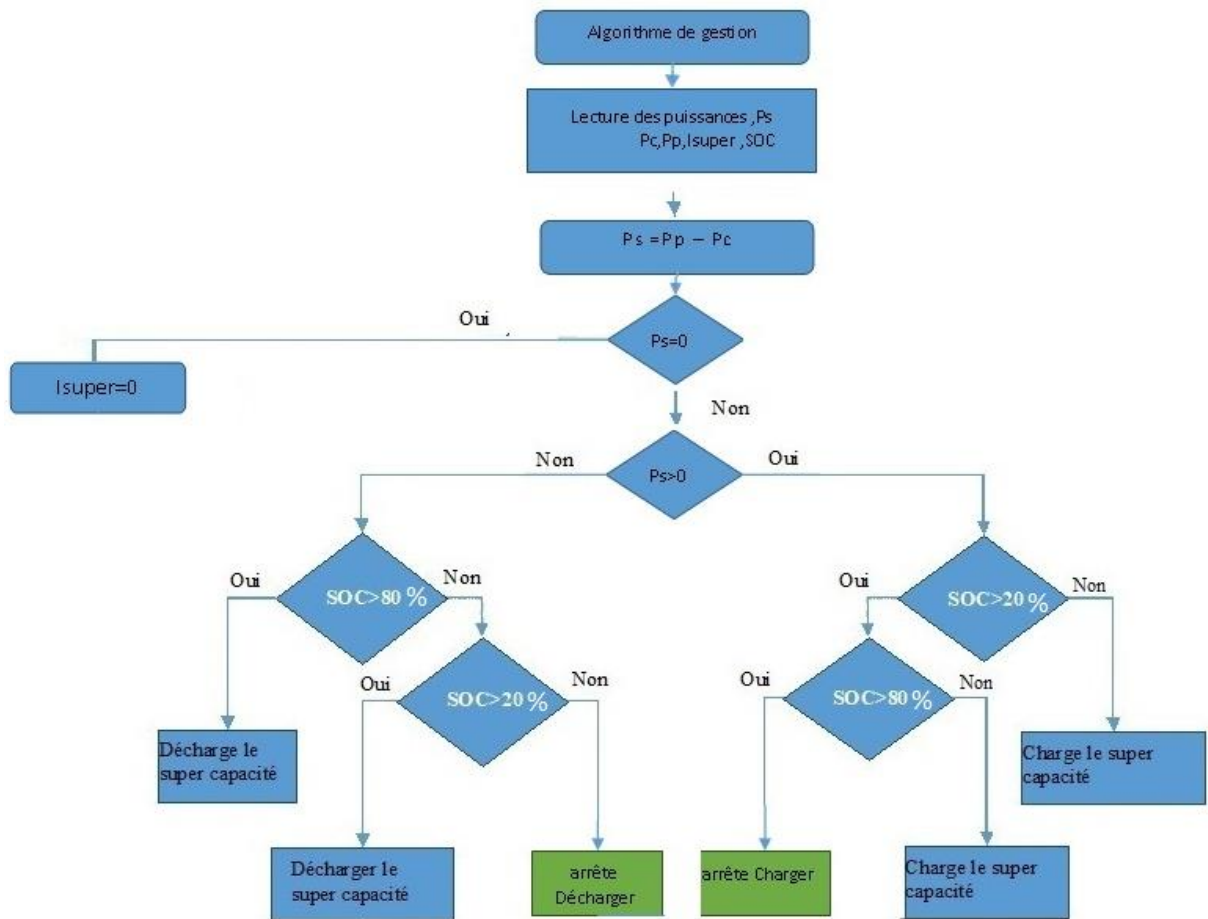 Algorithme de gestion
Lecture des puissances ,Ps
Pc,Pp,Isuper ,SOC
Ps =Pp − Pc
Oui
Ps=0
Isuper=0
Non
Non
Ps>0
Oui
Oui
SOC>80 %
Non
Oui
SOC>20 %
Non
Oui
SOC>20 %
Non
Oui
SOC>80 %
Non
Décharge le
super capacité
Charge le super
capacité
Décharger le
super capacité
arrête
Décharger
arrête Charger
Charge le super
capacité